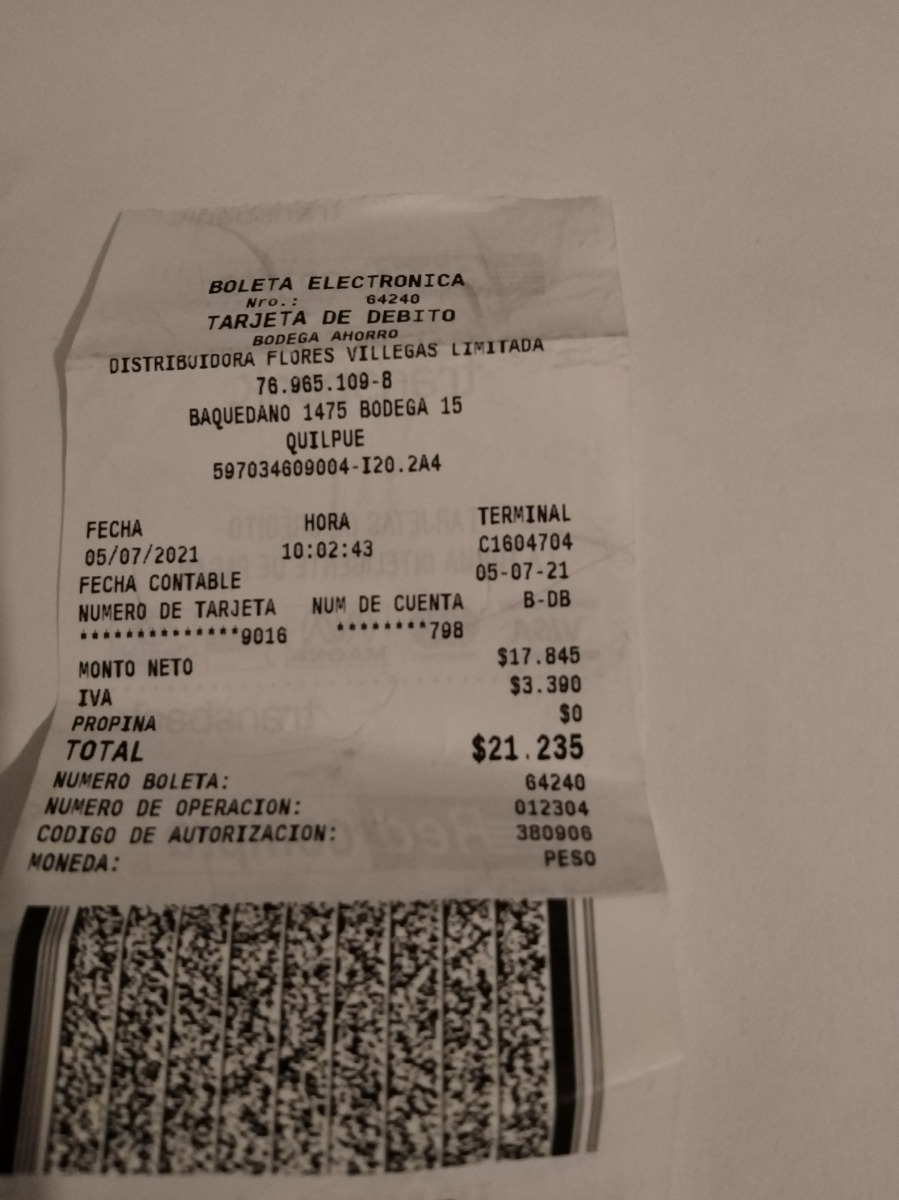 BOLETA ELECTRONICA
Nro.: 64240
TARJETA DE DEBITO
BODEGA AHORRO
DISTRIBUIDORA FLORES VILLEGAS LIMITADA
76.965.109-8
BAQUEDANO 1475 BODEGA 15
QUILPUE
597034609004-I20.2A4
FECHA HORA TERMINAL
05/07/2021 10:02:43 C1604704
FECHA CONTABLE 05-07-21
NUMERO DE TARJETA NUM DE CUENTA B-DB
**************9016 ********798
MONTO NETO $17.845
IVA $3.390
PROPINA $0
TOTAL $21.235
NUMERO BOLETA: 64240
NUMERO DE OPERACION: 012304
CODIGO DE AUTORIZACION: 380906
MONEDA: PESO